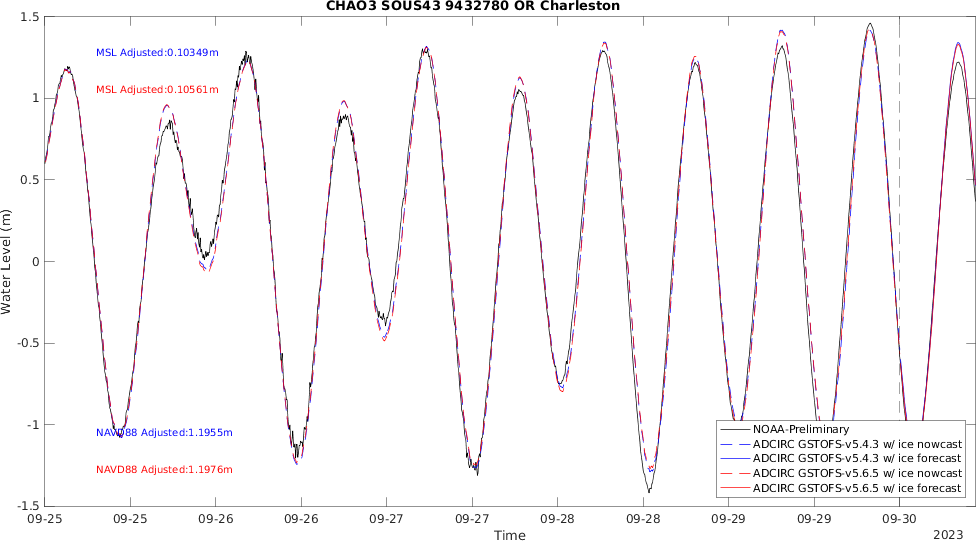 CHAO3 SOUS43 9432780 OR Charleston
1.5
1
0.5
0
-0.5
-1
-1.5
Water Level (m)
MSL Adjusted:0.10349m
MSL Adjusted:0.10561m
NAVD88 Adjusted:1.1955m
NAVD88 Adjusted:1.1976m
NOAA-Preliminary
ADCIRC GSTOFS-v5.4.3 w/ ice nowcast
ADCIRC GSTOFS-v5.4.3 w/ ice forecast
ADCIRC GSTOFS-v5.6.5 w/ ice nowcast
ADCIRC GSTOFS-v5.6.5 w/ ice forecast
09-25 09-25 09-26 09-26 09-27 09-27 09-28 09-28 09-29 09-29 09-30
Time
2023